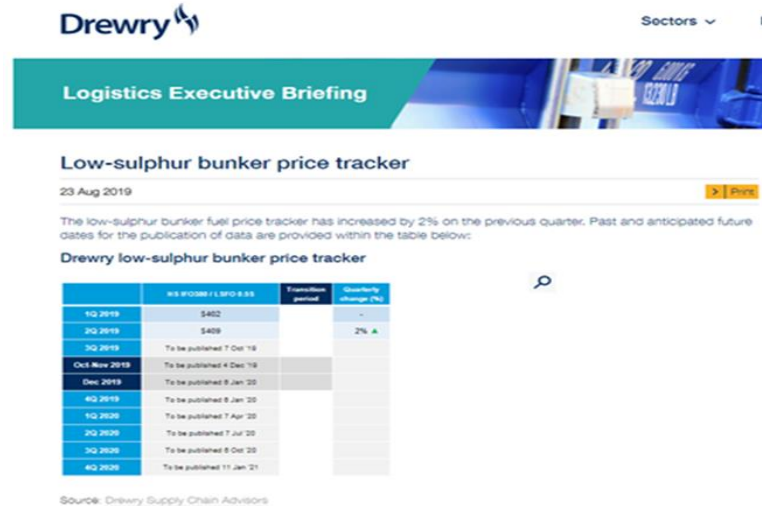 Drewry
Sectors
Logistics Executive Briefing
Low-sulphur bunker price tracker
23 Aug 2019
> Print
The low-sulphur bunker fuel price tracker has increased by 2% on the previous quarter. Past and anticipated future
dates for the publication of data are provided within the table below:
Drewry low-sulphur bunker price tracker
Transition period Quarterly change (%)
1Q 2019 $402 -
2Q 2019 $409 2% ▲
3Q 2019 To be published 7 Oct '19
Oct-Nov 2019 To be published 4 Dec '19
Dec 2019 To be published 8 Jan '20
4Q 2019 To be published 8 Jan '20
1Q 2020 To be published 7 Apr '20
2Q 2020 To be published 7 Jul '20
3Q 2020 To be published 8 Oct '20
4Q 2020 To be published 11 Jan '21
Source: Drewry Supply Chain Advisors